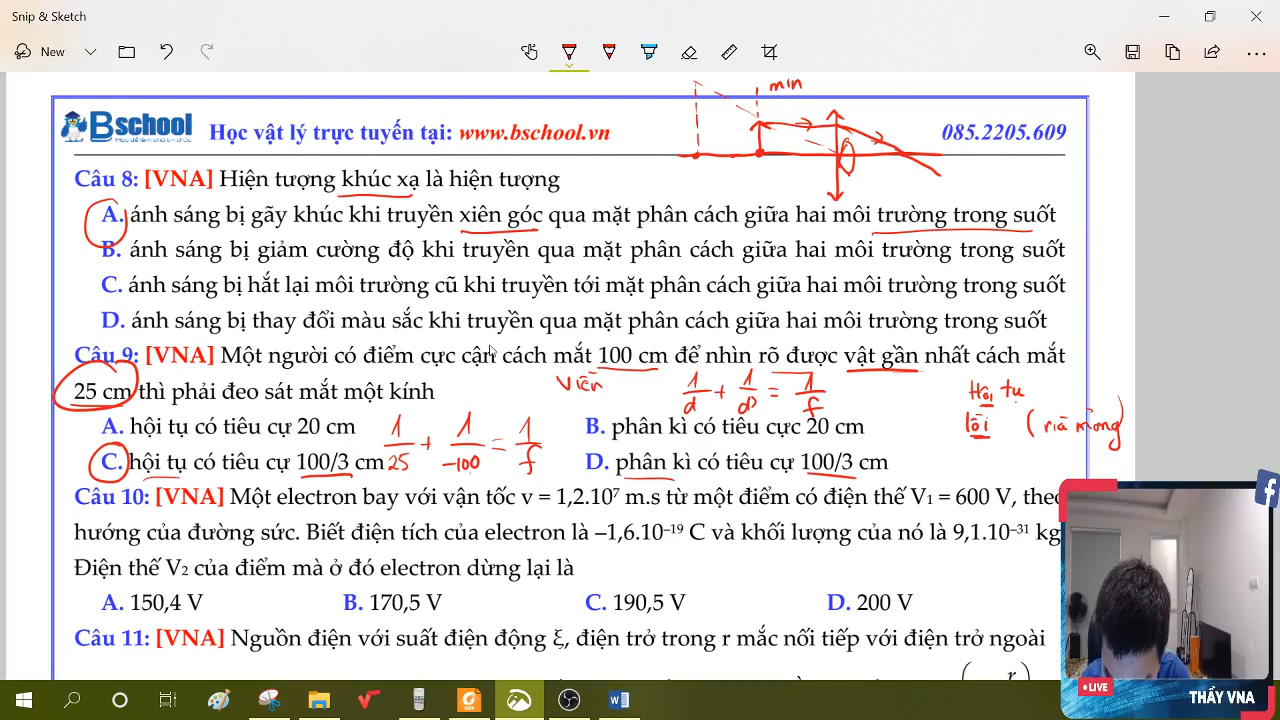 Snip & Sketch
New
min
Bschool
Học vật lý trực tuyến tại: www.bschool.vn
085.2205.609
Câu 8: [VNA] Hiện tượng khúc xạ là hiện tượng
A. ánh sáng bị gãy khúc khi truyền xiên góc qua mặt phân cách giữa hai môi trường trong suốt
B. ánh sáng bị giảm cường độ khi truyền qua mặt phân cách giữa hai môi trường trong suốt
C. ánh sáng bị hắt lại môi trường cũ khi truyền tới mặt phân cách giữa hai môi trường trong suốt
D. ánh sáng bị thay đổi màu sắc khi truyền qua mặt phân cách giữa hai môi trường trong suốt
Câu 9: [VNA] Một người có điểm cực cận cách mắt 100 cm để nhìn rõ được vật gần nhất cách mắt
25 cm thì phải đeo sát mắt một kính
Viễn
1/d + 1/d' = 1/f
Hội tụ
lồi (rìa mỏng)
A. hội tụ có tiêu cự 20 cm
B. phân kì có tiêu cực 20 cm
1/25 + 1/-100 = 1/f
C. hội tụ có tiêu cự 100/3 cm
D. phân kì có tiêu cự 100/3 cm
Câu 10: [VNA] Một electron bay với vận tốc v = 1,2.10⁷ m.s từ một điểm có điện thế V₁ = 600 V, theo
hướng của đường sức. Biết điện tích của electron là –1,6.10⁻¹⁹ C và khối lượng của nó là 9,1.10⁻³¹ kg
Điện thế V₂ của điểm mà ở đó electron dừng lại là
A. 150,4 V
B. 170,5 V
C. 190,5 V
D. 200 V
Câu 11: [VNA] Nguồn điện với suất điện động ξ, điện trở trong r mắc nối tiếp với điện trở ngoài
LIVE
THẦY VNA